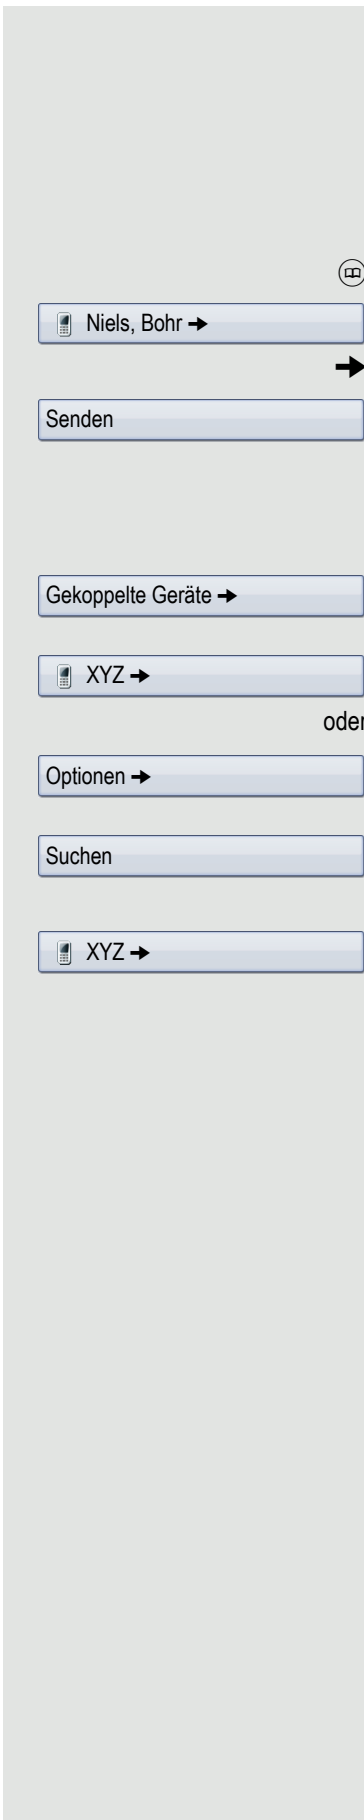 Niels, Bohr →
→
Senden
Gekoppelte Geräte →
XYZ →
oder
Optionen →
Suchen
XYZ →